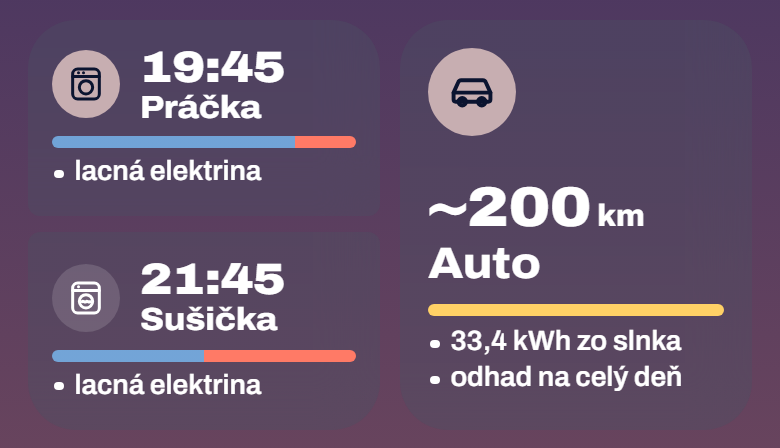 19:45
Práčka
• lacná elektrina
21:45
Sušička
• lacná elektrina
~200 km
Auto
• 33,4 kWh zo slnka
• odhad na celý deň